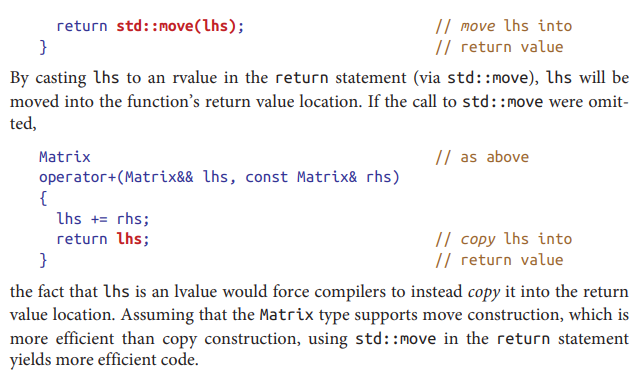 return std::move(lhs); // move lhs into
} // return value
By casting lhs to an rvalue in the return statement (via std::move), lhs will be
moved into the function’s return value location. If the call to std::move were omit-
ted,
Matrix // as above
operator+(Matrix&& lhs, const Matrix& rhs)
{
lhs += rhs;
return lhs; // copy lhs into
} // return value
the fact that lhs is an lvalue would force compilers to instead copy it into the return
value location. Assuming that the Matrix type supports move construction, which is
more efficient than copy construction, using std::move in the return statement
yields more efficient code.